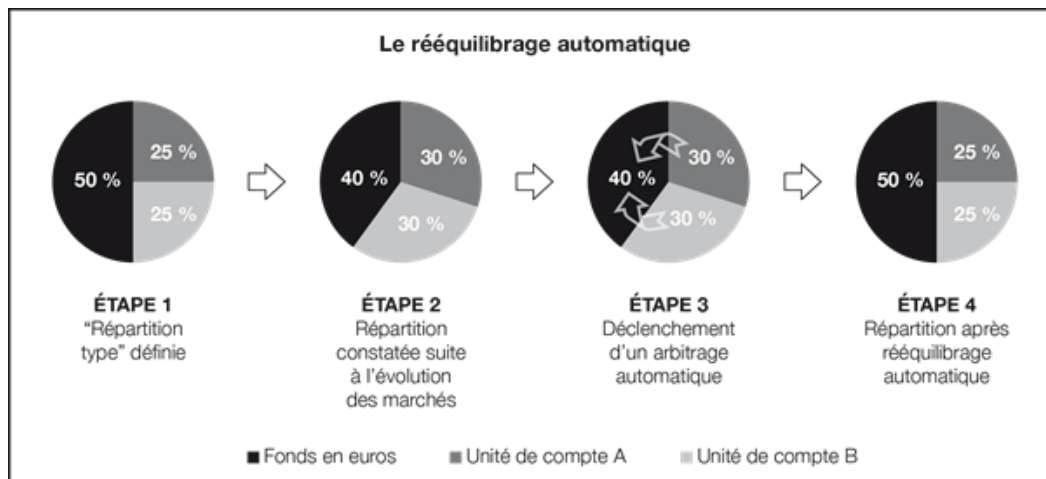 Le rééquilibrage automatique
50 %
25 %
25 %
40 %
30 %
30 %
40 %
30 %
30 %
50 %
25 %
25 %
ÉTAPE 1
“Répartition
type” définie
ÉTAPE 2
Répartition
constatée suite
à l’évolution
des marchés
ÉTAPE 3
Déclenchement
d’un arbitrage
automatique
ÉTAPE 4
Répartition après
rééquilibrage
automatique
Fonds en euros
Unité de compte A
Unité de compte B